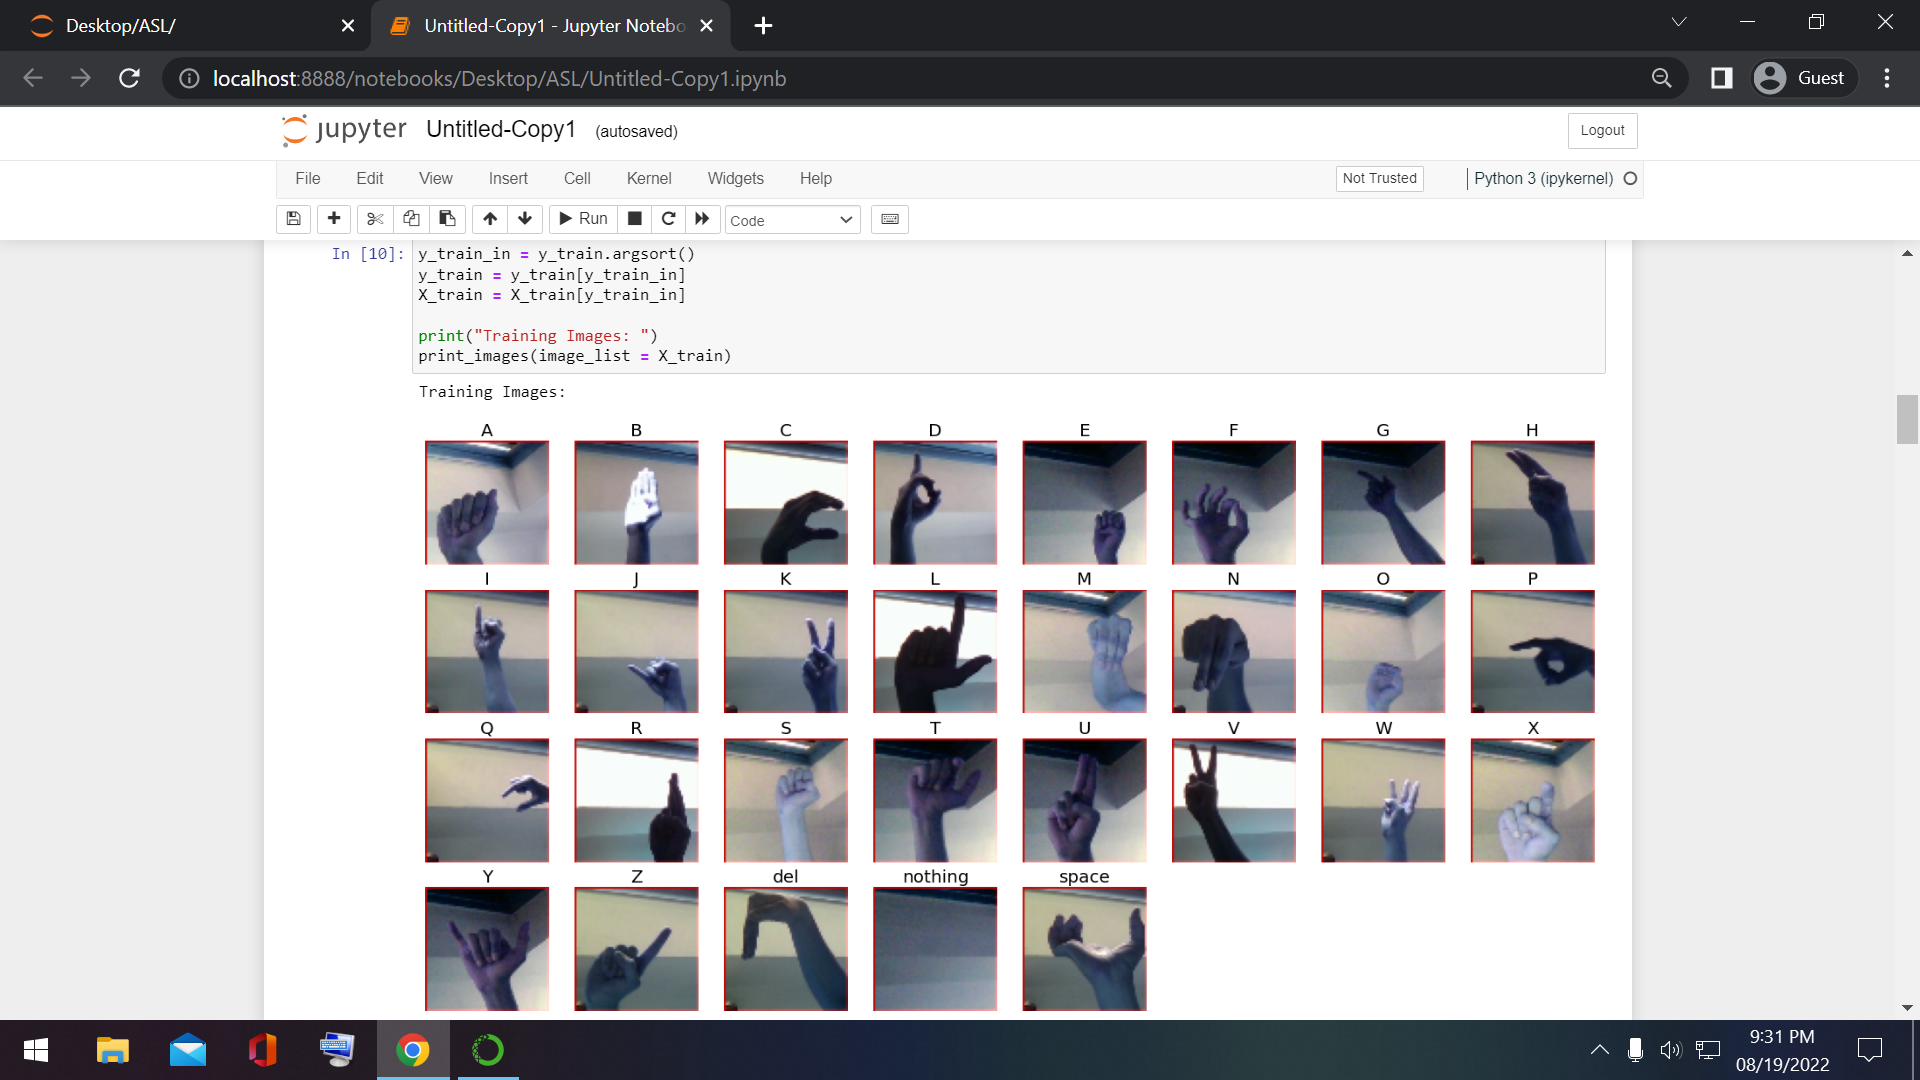 Desktop/ASL/
Untitled-Copy1 - Jupyter Notebo
localhost:8888/notebooks/Desktop/ASL/Untitled-Copy1.ipynb
Guest
jupyter Untitled-Copy1 (autosaved)
Logout
File Edit View Insert Cell Kernel Widgets Help
Not Trusted
Python 3 (ipykernel)
Run
Code
In [10]: y_train_in = y_train.argsort()
y_train = y_train[y_train_in]
X_train = X_train[y_train_in]
print("Training Images: ")
print_images(image_list = X_train)
Training Images:
A B C D E F G H
I J K L M N O P
Q R S T U V W X
Y Z del nothing space
9:31 PM
08/19/2022